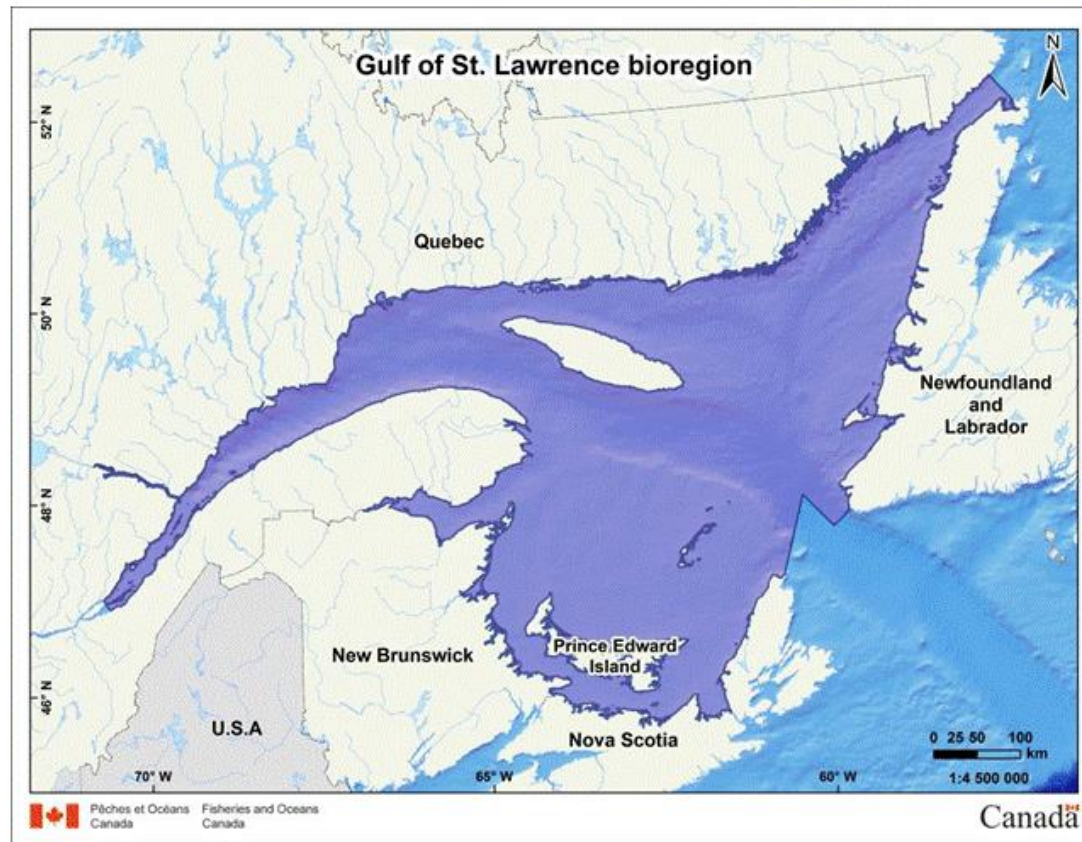 Gulf of St. Lawrence bioregion
N
52° N
50° N
48° N
46° N
Quebec
Newfoundland
and
Labrador
New Brunswick
Prince Edward
Island
U.S.A
Nova Scotia
0 25 50 100
km
1:4 500 000
70° W
65° W
60° W
Pêches et Océans
Canada
Fisheries and Oceans
Canada
Canada